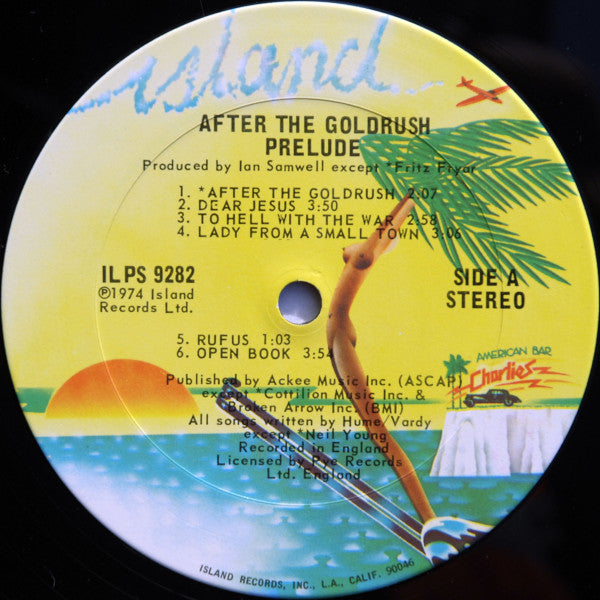 island
AFTER THE GOLDRUSH
PRELUDE
Produced by Ian Samwell except *Fritz Fryer
1. *AFTER THE GOLDRUSH 2:07
2. DEAR JESUS 3:50
3. TO HELL WITH THE WAR 2:58
4. LADY FROM A SMALL TOWN 3:06
ILPS 9282
℗1974 Island
Records Ltd.
SIDE A
STEREO
5. RUFUS 1:03
6. OPEN BOOK 3:54
AMERICAN BAR
Charlies
Published by Ackee Music Inc. (ASCAP)
except *Cotillion Music Inc. &
Broken Arrow Inc. (BMI)
All songs written by Hume/Vardy
except *Neil Young
Recorded in England
Licensed by Pye Records
Ltd. England
ISLAND RECORDS, INC., L.A., CALIF. 90046